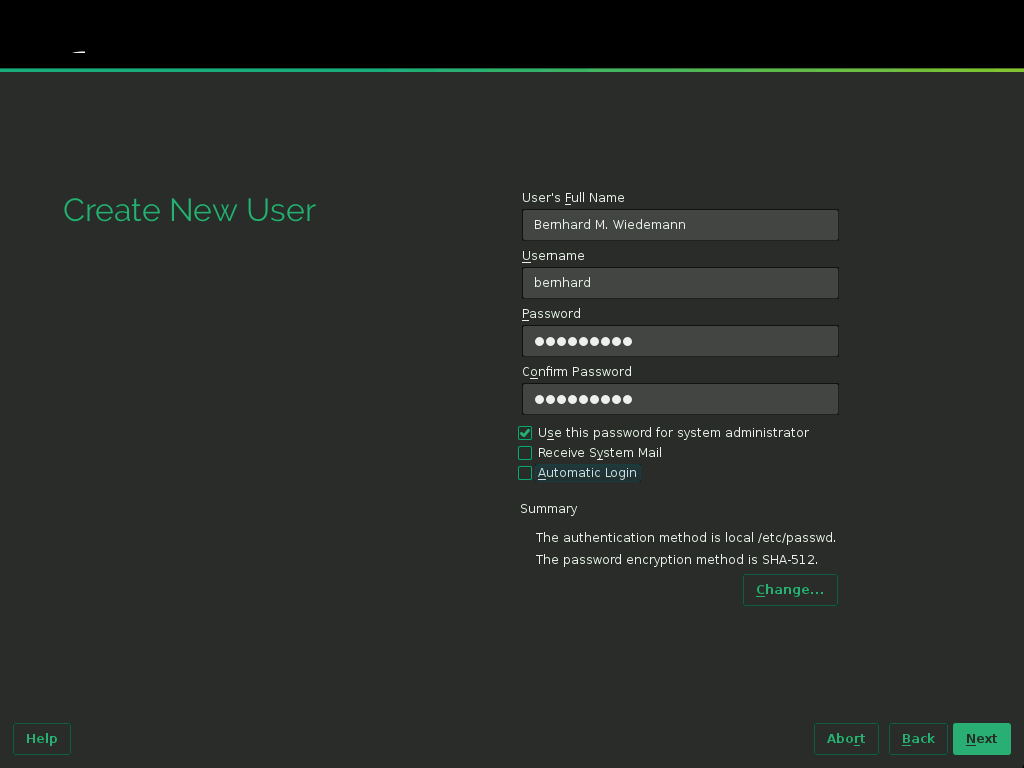 Create New User
User's Full Name
Bernhard M. Wiedemann
Username
bernhard
Password
●●●●●●●●●
Confirm Password
●●●●●●●●●
Use this password for system administrator
Receive System Mail
Automatic Login
Summary
The authentication method is local /etc/passwd.
The password encryption method is SHA-512.
Change...
Help
Abort
Back
Next